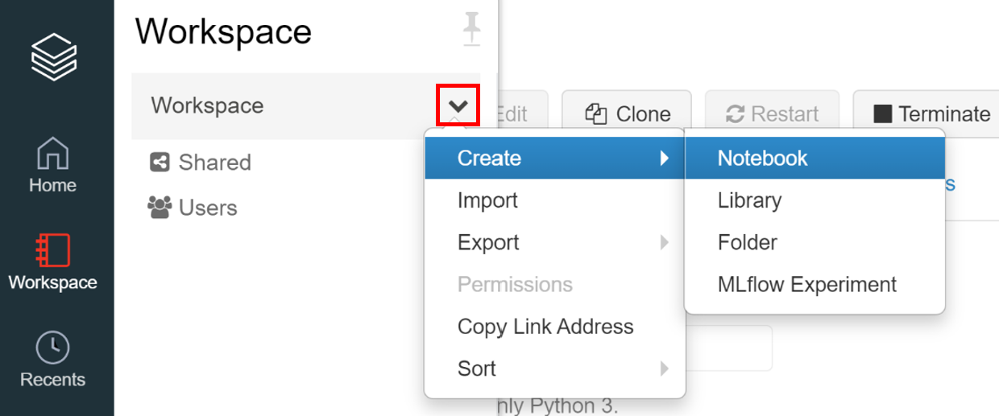 Workspace
Workspace
Edit
Clone
Restart
Terminate
Shared
Users
Home
Workspace
Recents
Create
Import
Export
Permissions
Copy Link Address
Sort
Notebook
Library
Folder
MLflow Experiment
s
nly Python 3.